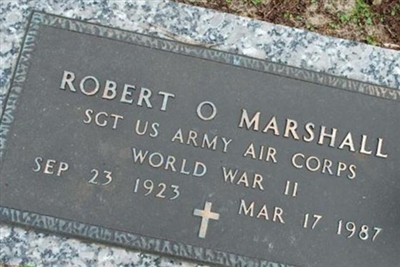 ROBERT O MARSHALL
SGT US ARMY AIR CORPS
WORLD WAR II
SEP 23 1923 MAR 17 1987